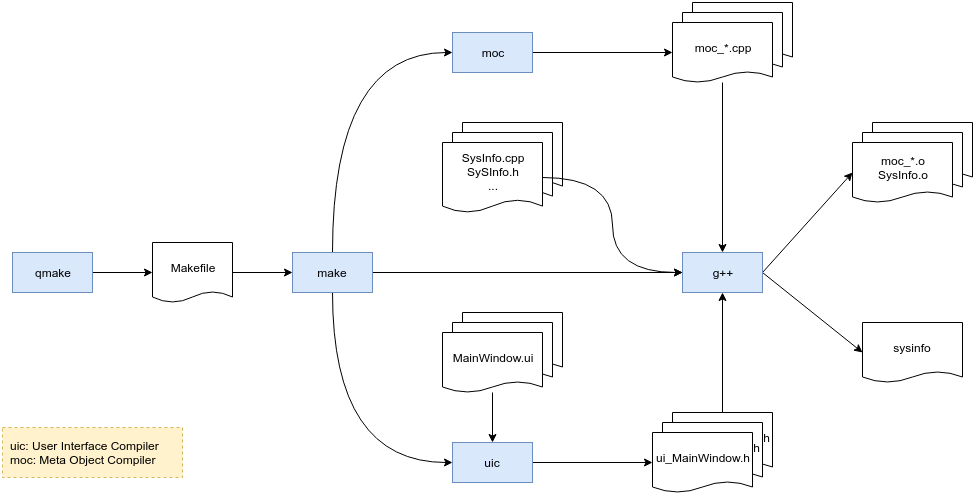 moc
moc_*.cpp
SysInfo.cpp
SySInfo.h
...
moc_*.o
SysInfo.o
qmake
Makefile
make
g++
MainWindow.ui
sysinfo
uic: User Interface Compiler
moc: Meta Object Compiler
uic
ui_MainWindow.h
h
h